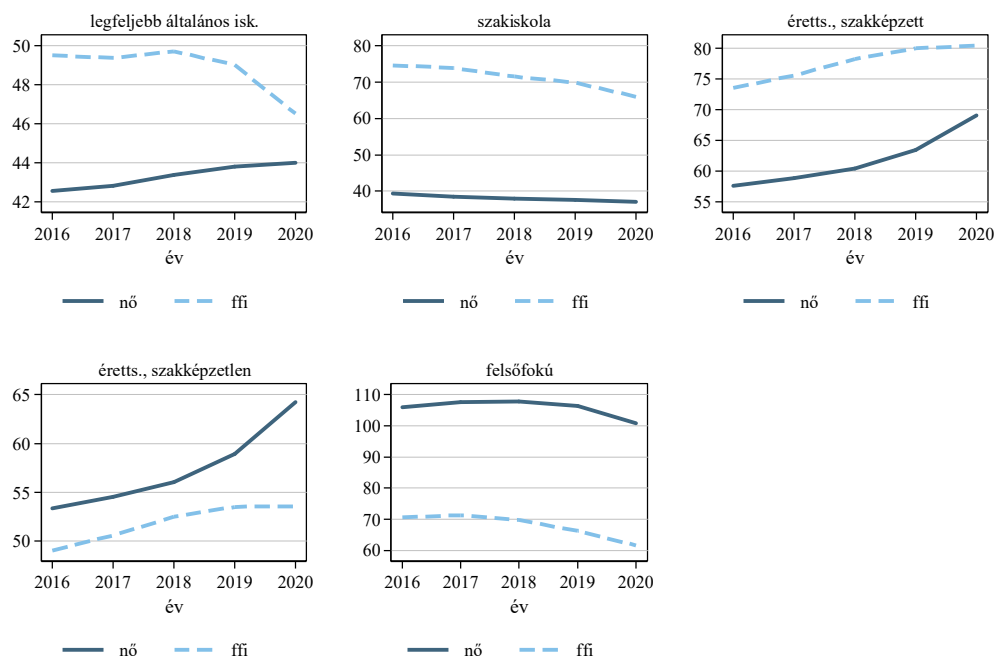 legfeljebb általános isk.
50
48
46
44
42
2016 2017 2018 2019 2020
év
nő ffi
szakiskola
80
70
60
50
40
2016 2017 2018 2019 2020
év
nő ffi
éretts., szakképzett
80
75
70
65
60
55
2016 2017 2018 2019 2020
év
nő ffi
éretts., szakképzetlen
65
60
55
50
2016 2017 2018 2019 2020
év
nő ffi
felsőfokú
110
100
90
80
70
60
2016 2017 2018 2019 2020
év
nő ffi